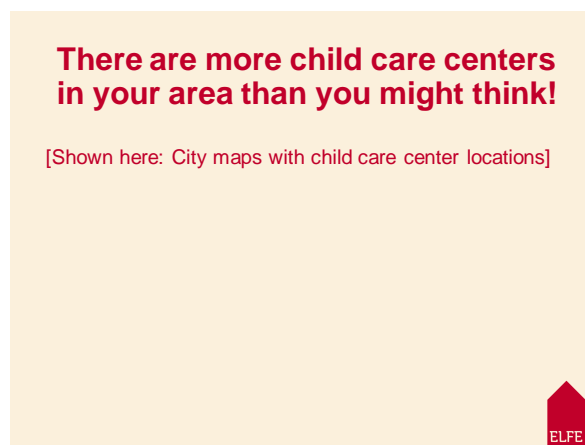 There are more child care centers
in your area than you might think!
[Shown here: City maps with child care center locations]
ELFE